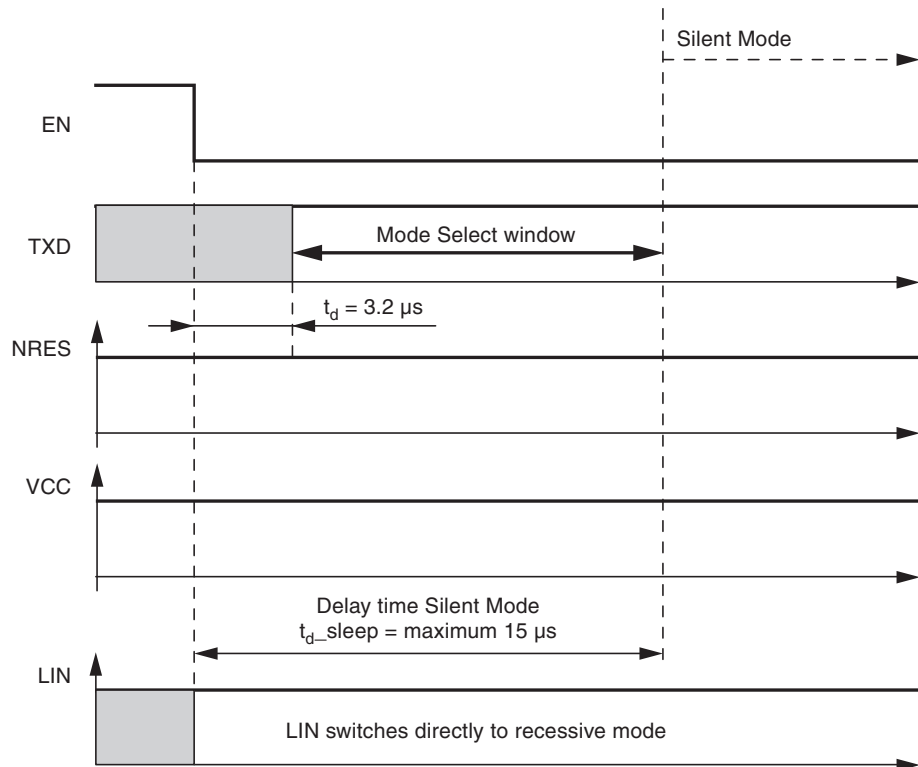 Silent Mode
EN
TXD
Mode Select window
t_d = 3.2 µs
NRES
VCC
Delay time Silent Mode
t_d_sleep = maximum 15 µs
LIN
LIN switches directly to recessive mode